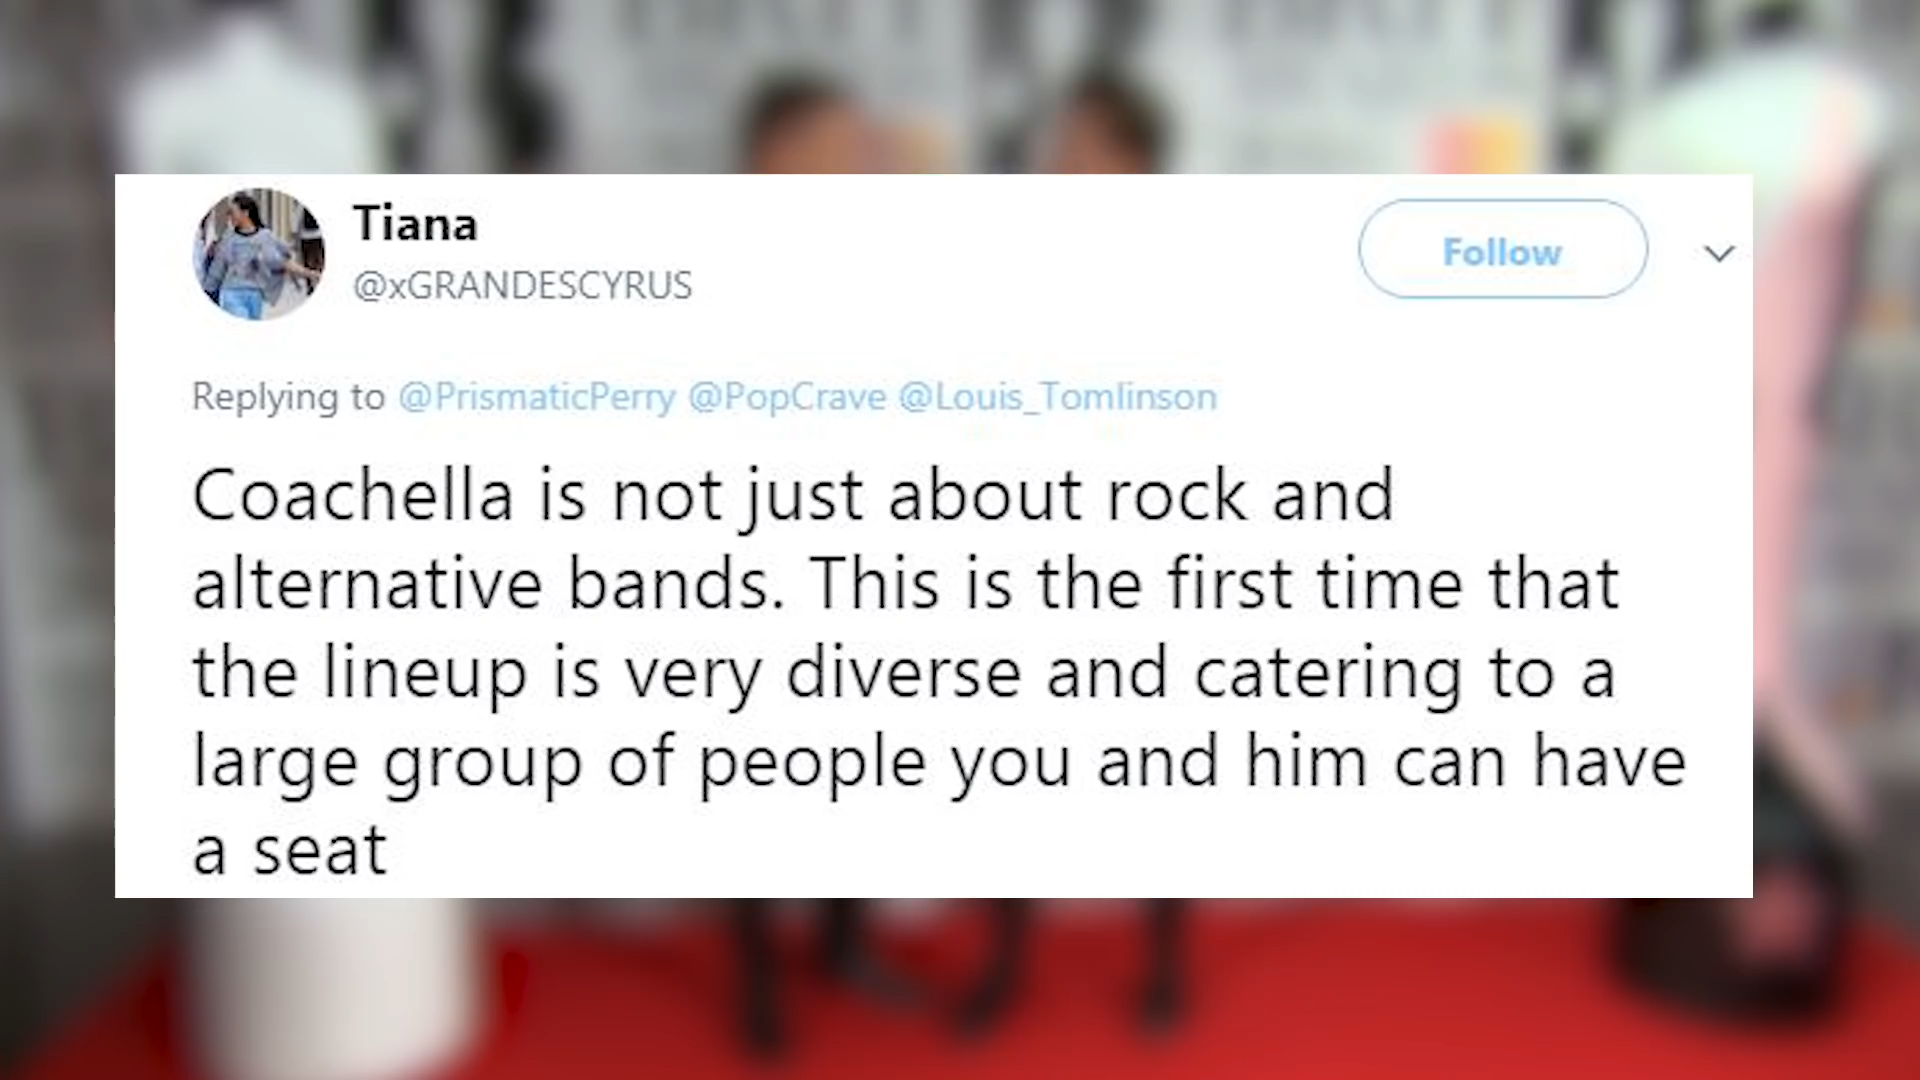 Tiana
@xGRANDESCYRUS
Follow
Replying to @PrismaticPerry @PopCrave @Louis_Tomlinson
Coachella is not just about rock and
alternative bands. This is the first time that
the lineup is very diverse and catering to a
large group of people you and him can have
a seat